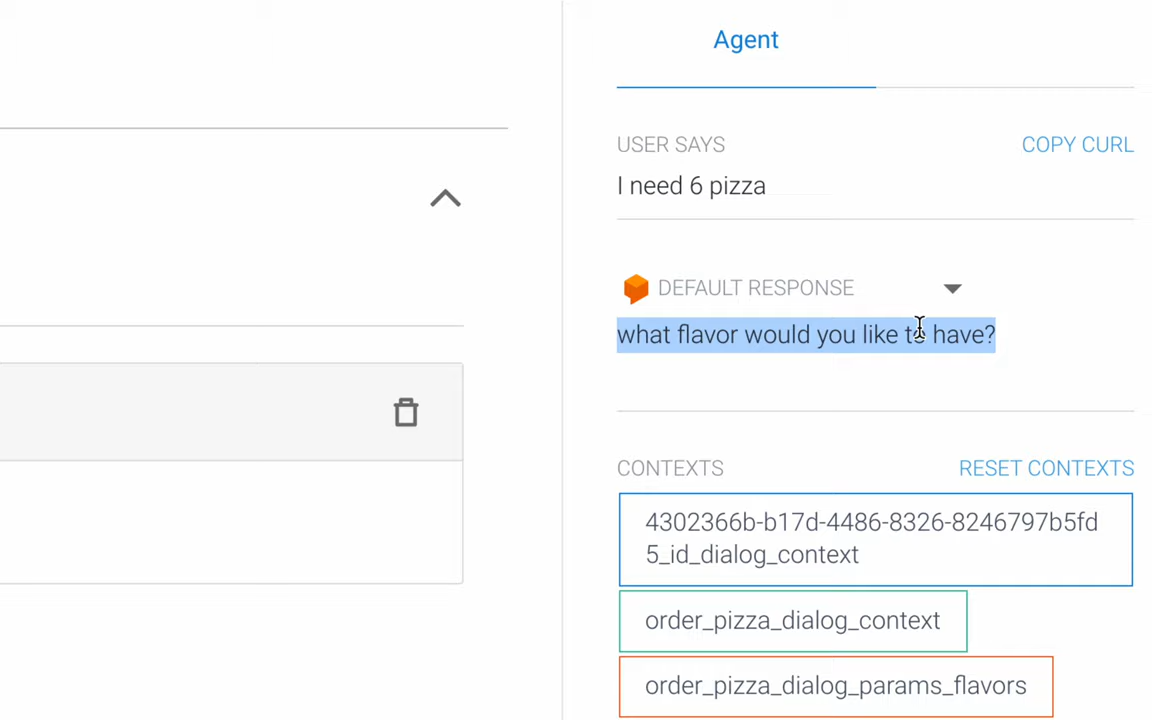 Agent
USER SAYS COPY CURL
I need 6 pizza
DEFAULT RESPONSE
what flavor would you like to have?
CONTEXTS RESET CONTEXTS
4302366b-b17d-4486-8326-8246797b5fd
5_id_dialog_context
order_pizza_dialog_context
order_pizza_dialog_params_flavors